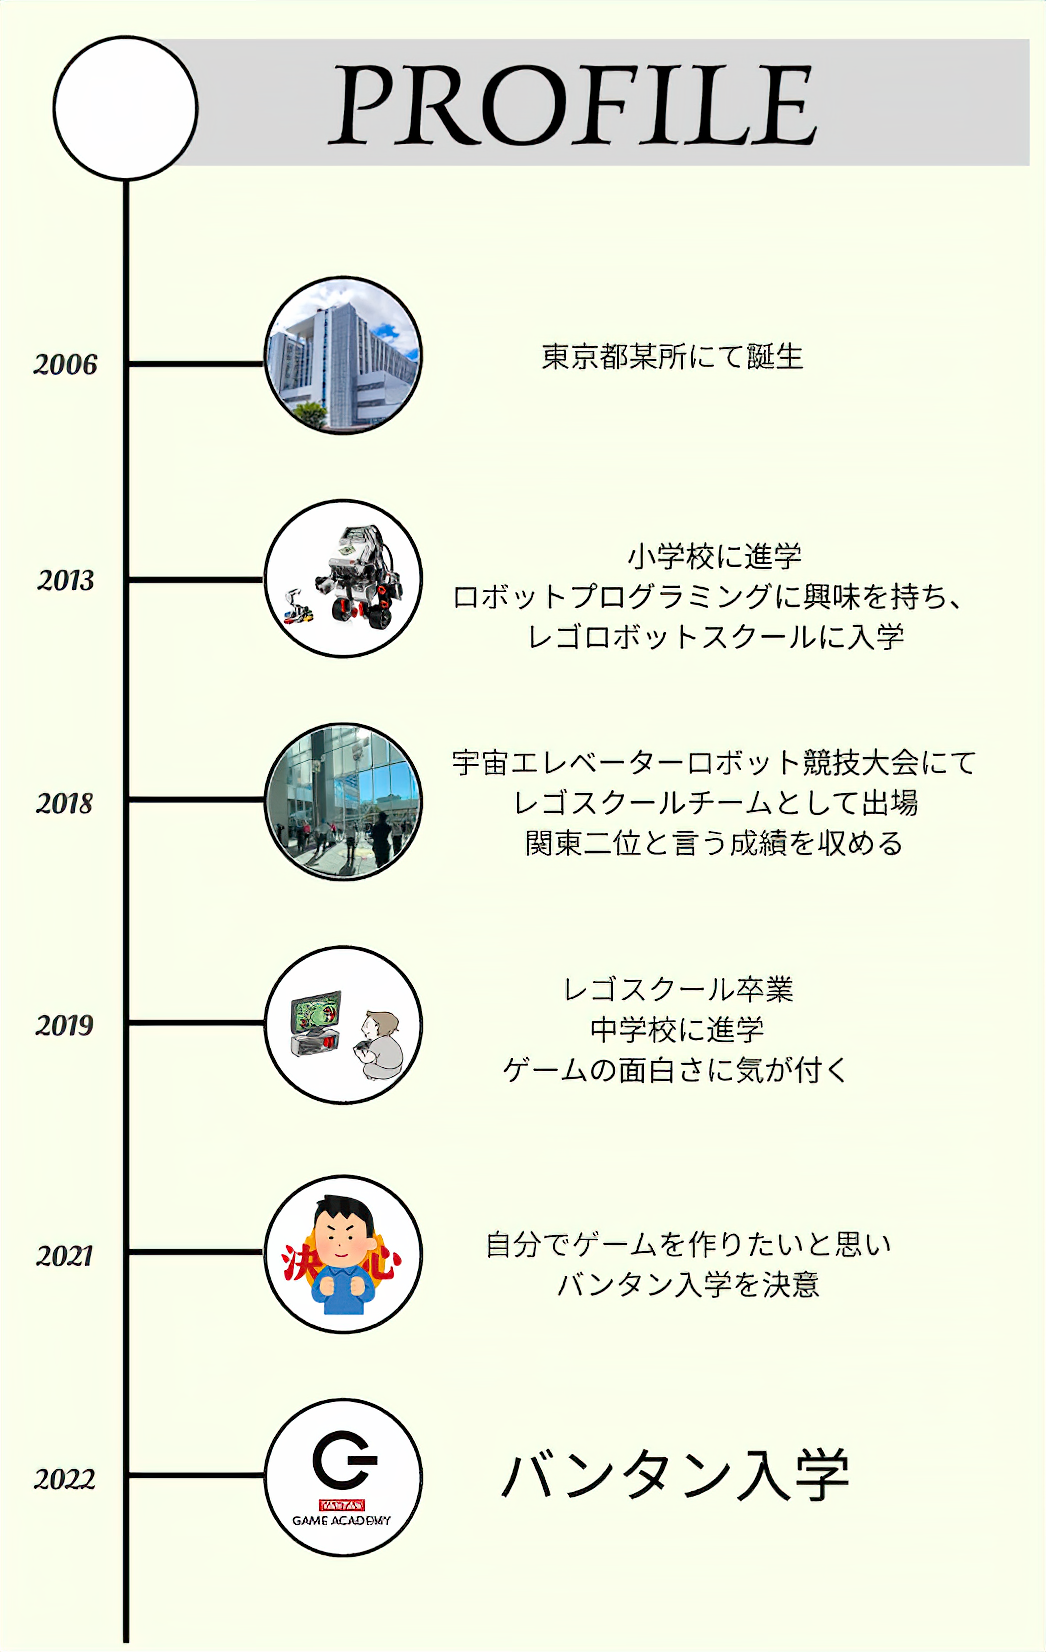 PROFILE
2006
東京都某所にて誕生
2013
小学校に進学
ロボットプログラミングに興味を持ち、
レゴロボットスクールに入学
2018
宇宙エレベーターロボット競技大会にて
レゴスクールチームとして出場
関東二位と言う成績を収める
2019
レゴスクール卒業
中学校に進学
ゲームの面白さに気が付く
2021
決心
自分でゲームを作りたいと思い
バンタン入学を決意
2022
VANTAN
GAME ACADEMY
バンタン入学